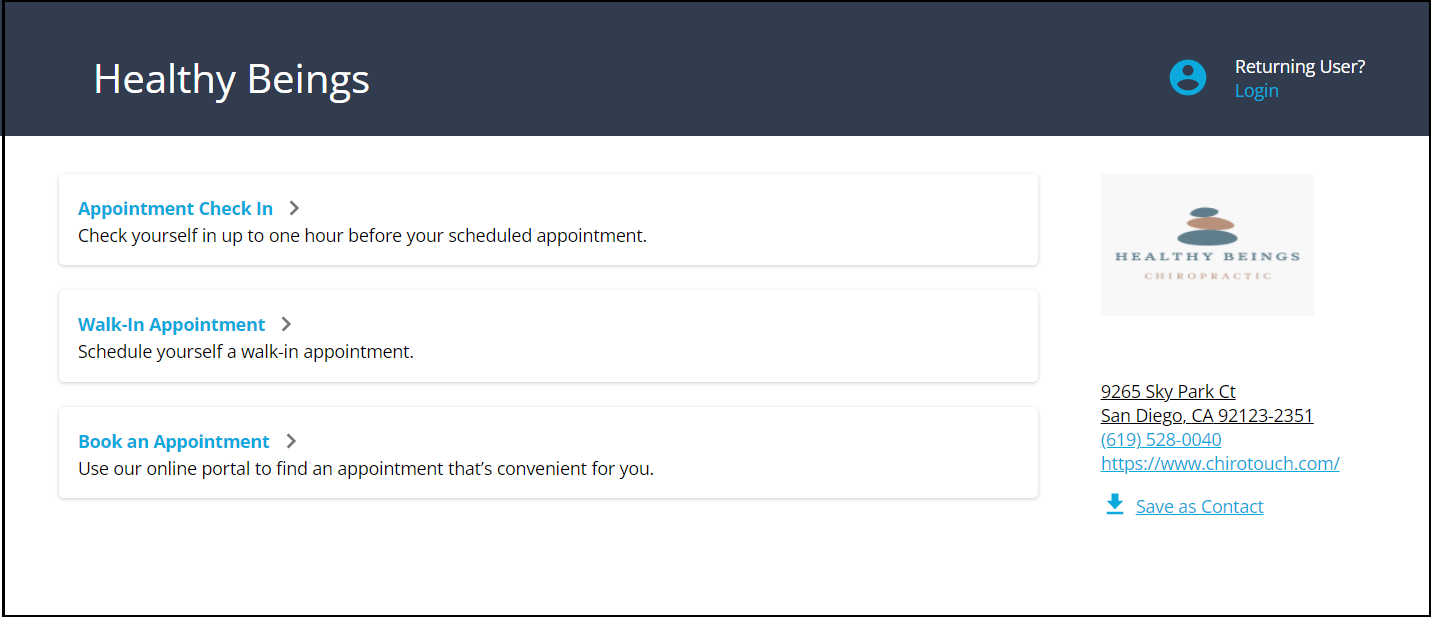 Healthy Beings
Returning User?
Login
Appointment Check In
Check yourself in up to one hour before your scheduled appointment.
Walk-In Appointment
Schedule yourself a walk-in appointment.
Book an Appointment
Use our online portal to find an appointment that’s convenient for you.
HEALTHY BEINGS
CHIROPRACTIC
9265 Sky Park Ct
San Diego, CA 92123-2351
(619) 528-0040
https://www.chirotouch.com/
Save as Contact